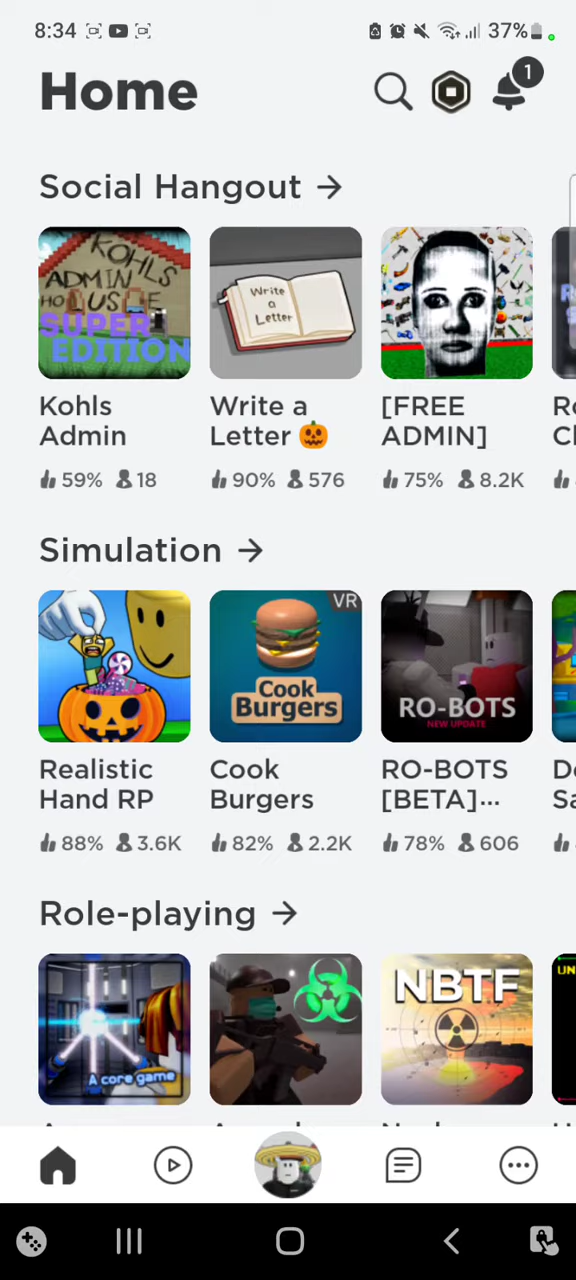 8:34
37%
Home
1
Social Hangout
KOHLS
ADMIN
HOUSE
SUPER
EDITION
Write
a
Letter
Kohls
Admin
Write a
Letter 🎃
[FREE
ADMIN]
59% 18
90% 576
75% 8.2K
Simulation
VR
Cook
Burgers
RO-BOTS
NEW UPDATE
Realistic
Hand RP
Cook
Burgers
RO-BOTS
[BETA]...
88% 3.6K
82% 2.2K
78% 606
Role-playing
A core game
NBTF
UN